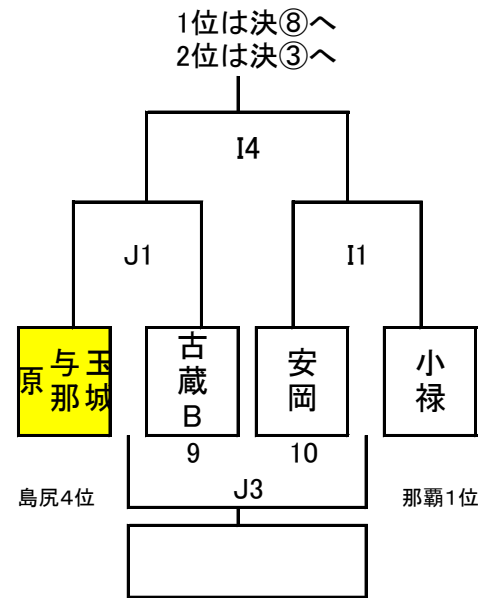 1位は決⑧へ
2位は決③へ
I4
J1
I1
玉城
与那
原
古蔵B
安岡
小禄
9
10
島尻4位
J3
那覇1位